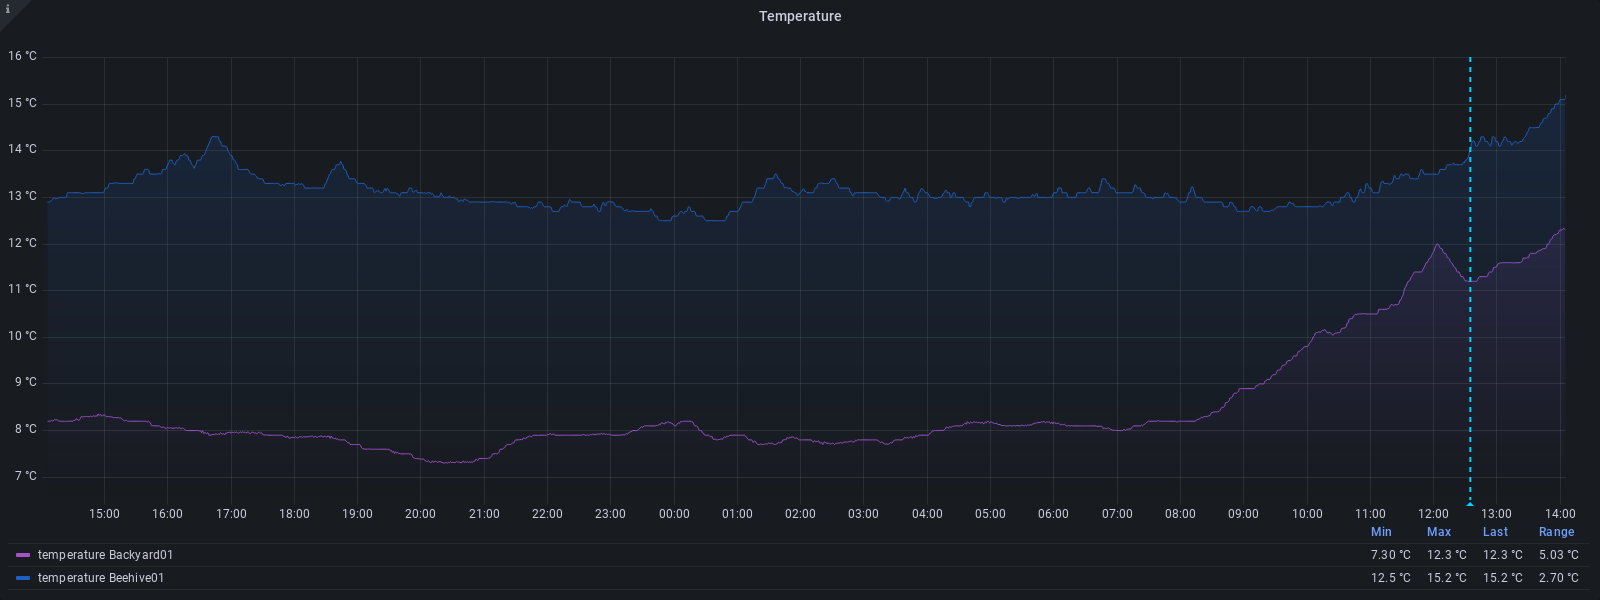 i
Temperature
16 °C
15 °C
14 °C
13 °C
12 °C
11 °C
10 °C
9 °C
8 °C
7 °C
15:00 16:00 17:00 18:00 19:00 20:00 21:00 22:00 23:00 00:00 01:00 02:00 03:00 04:00 05:00 06:00 07:00 08:00 09:00 10:00 11:00 12:00 13:00 14:00
Min Max Last Range
temperature Backyard01 7.30 °C 12.3 °C 12.3 °C 5.03 °C
temperature Beehive01 12.5 °C 15.2 °C 15.2 °C 2.70 °C